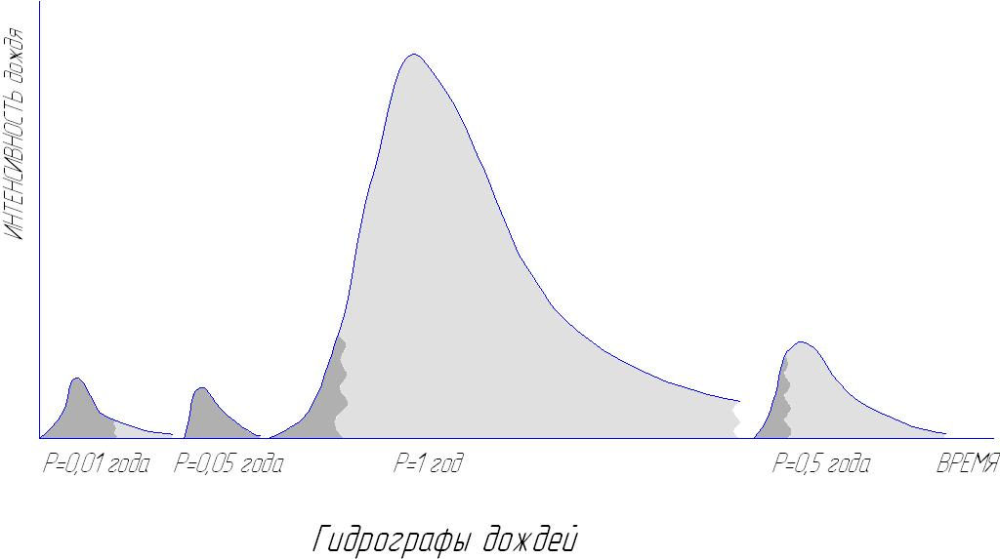 ИНТЕНСИВНОСТЬ дождя
P=0,01 года
P=0,05 года
P=1 год
P=0,5 года
ВРЕМЯ
Гидрографы дождей